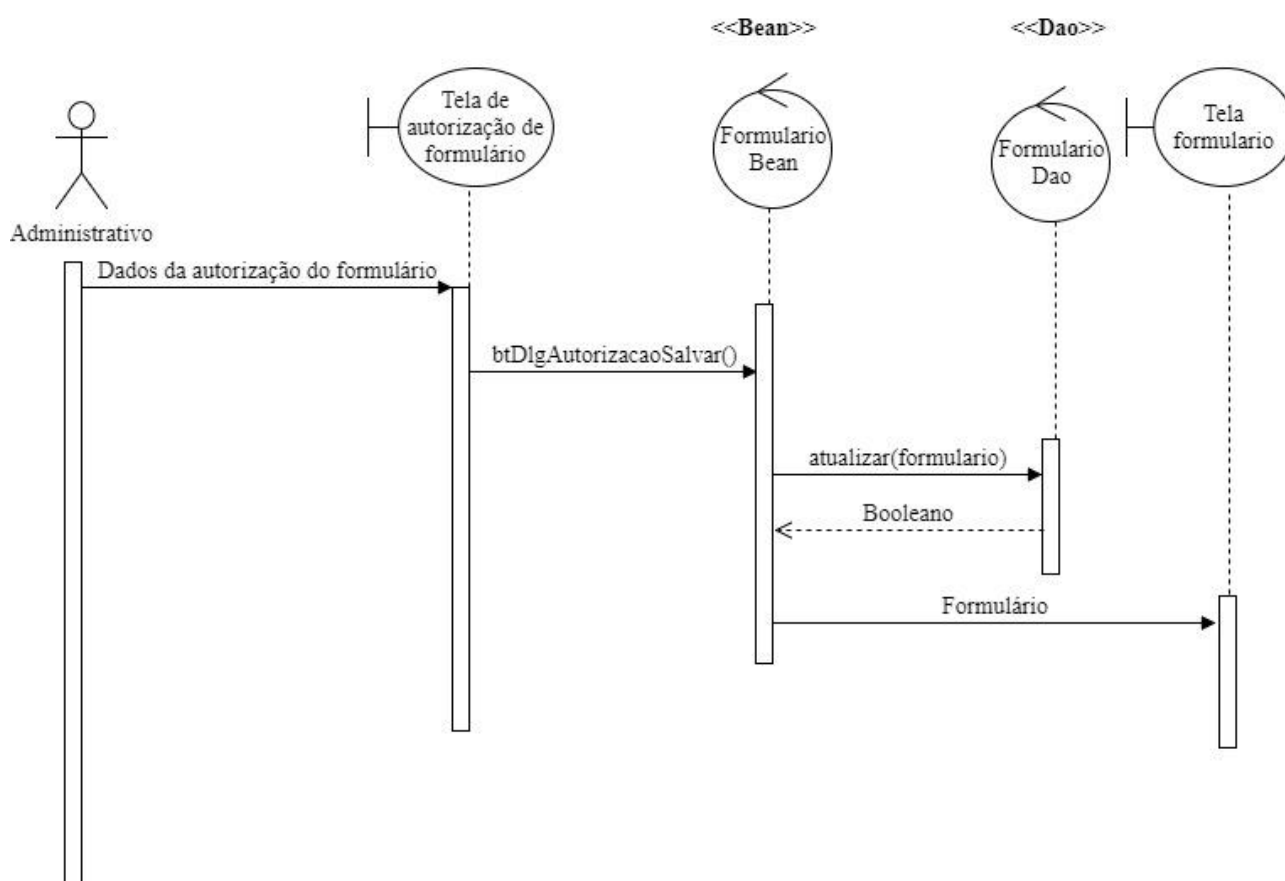 <<Bean>>
<<Dao>>
Tela de
autorização de
formulário
Formulario
Bean
Formulario
Dao
Tela
formulario
Administrativo
Dados da autorização do formulário
btDlgAutorizacaoSalvar()
atualizar(formulario)
Booleano
Formulário